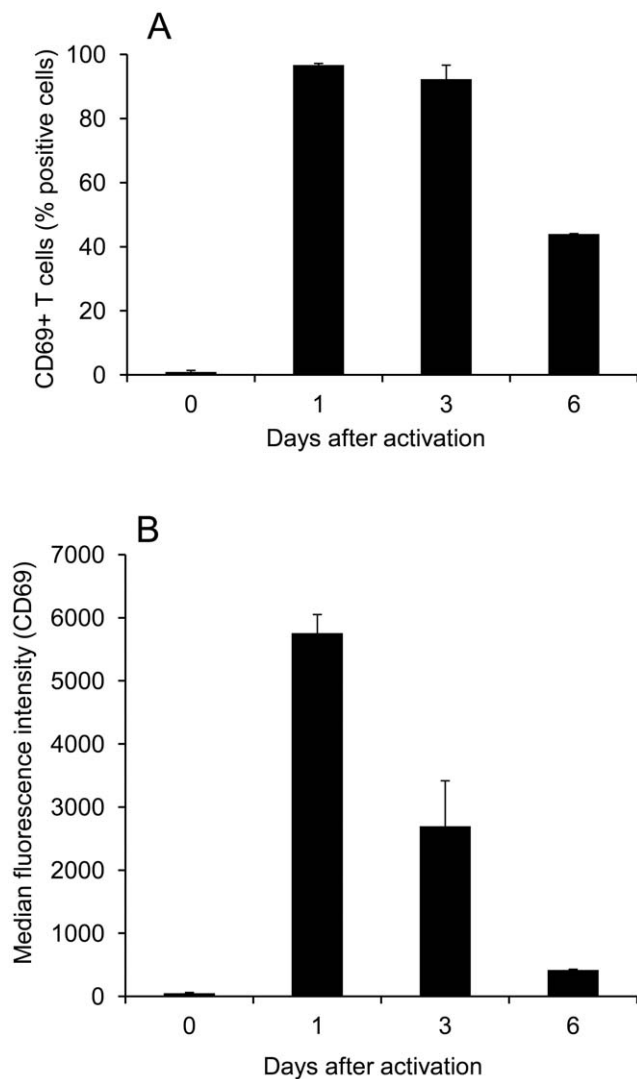 A
CD69+ T cells (% positive cells)
100
80
60
40
20
0
0 1 3 6
Days after activation
B
Median fluorescence intensity (CD69)
7000
6000
5000
4000
3000
2000
1000
0
0 1 3 6
Days after activation